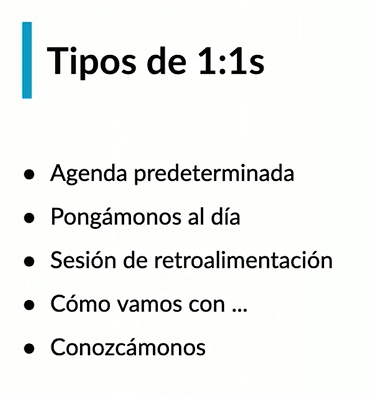 Tipos de 1:1s
• Agenda predeterminada
• Pongámonos al día
• Sesión de retroalimentación
• Cómo vamos con ...
• Conozcámonos